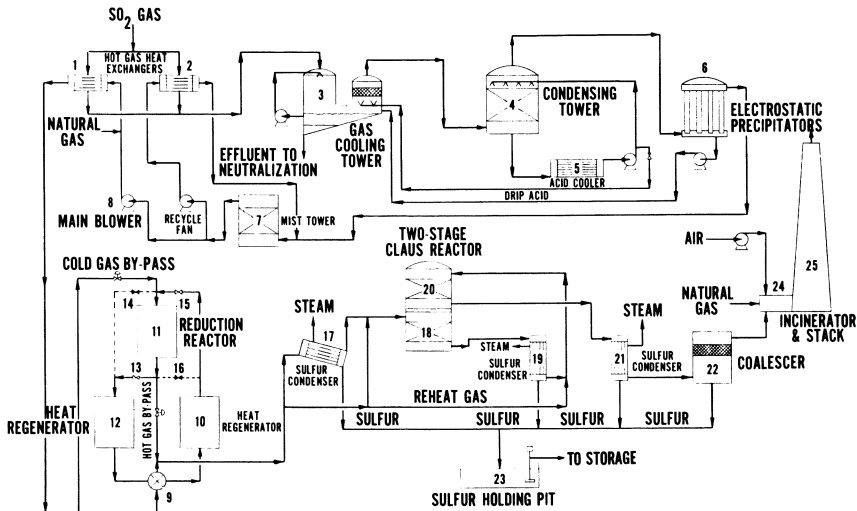 SO2 GAS
1
HOT GAS HEAT
EXCHANGERS
2
3
4
CONDENSING
TOWER
6
ELECTROSTATIC
PRECIPITATORS
NATURAL
GAS
GAS
COOLING
TOWER
EFFLUENT TO
NEUTRALIZATION
5
ACID COOLER
DRIP ACID
8
MAIN BLOWER
RECYCLE
FAN
7
MIST TOWER
TWO-STAGE
CLAUS REACTOR
AIR
25
COLD GAS BY-PASS
14
15
11
REDUCTION
REACTOR
STEAM
17
SULFUR
CONDENSER
20
18
STEAM
SULFUR
CONDENSER
19
STEAM
21
SULFUR
CONDENSER
NATURAL
GAS
24
INCINERATOR
& STACK
22
COALESCER
13
16
REHEAT GAS
HEAT
REGENERATOR
12
HOT GAS BY-PASS
10
HEAT
REGENERATOR
SULFUR
SULFUR
SULFUR
SULFUR
9
23
TO STORAGE
SULFUR HOLDING PIT